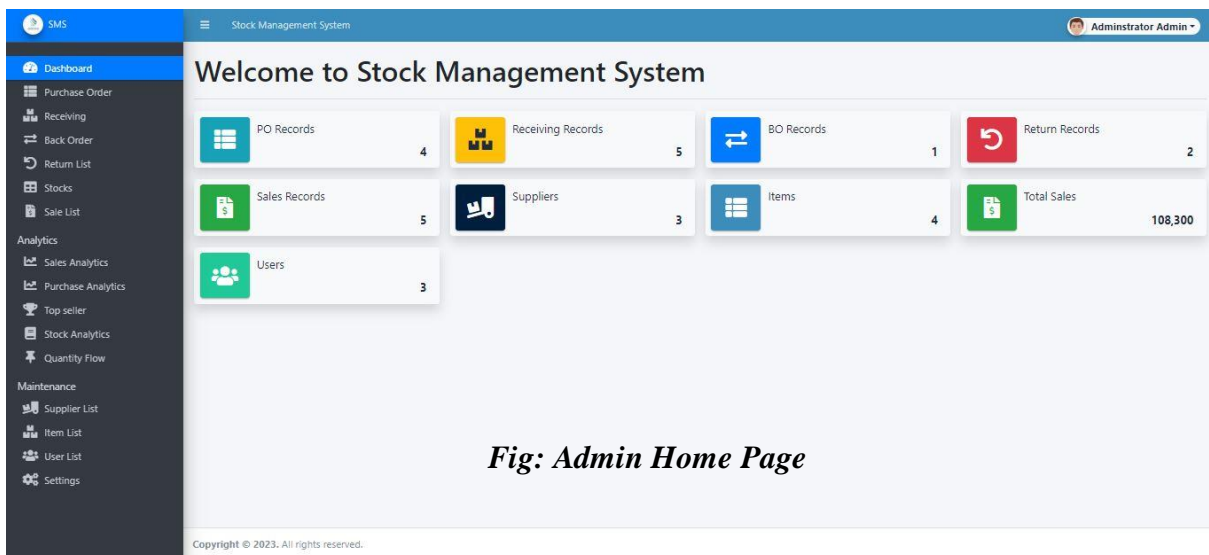 SMS
Stock Management System
Adminstrator Admin
Dashboard
Purchase Order
Receiving
Back Order
Return List
Stocks
Sale List
Analytics
Sales Analytics
Purchase Analytics
Top seller
Stock Analytics
Quantity Flow
Maintenance
Supplier List
Item List
User List
Settings
Welcome to Stock Management System
PO Records
4
Receiving Records
5
BO Records
1
Return Records
2
Sales Records
5
Suppliers
3
Items
4
Total Sales
108,300
Users
3
Fig: Admin Home Page
Copyright © 2023. All rights reserved.